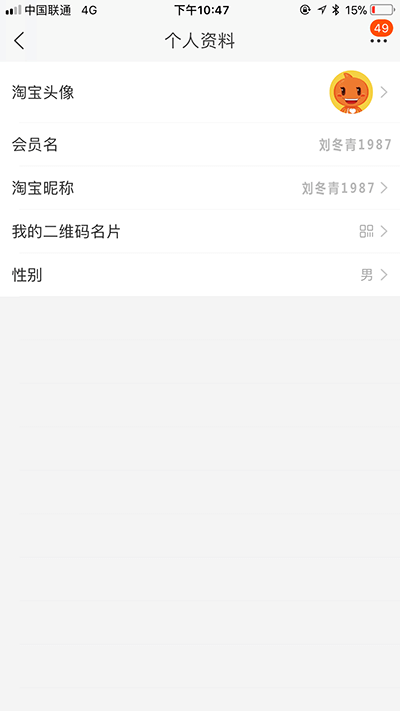 中国联通 4G 下午10:47 15%
个人资料 49
淘宝头像
会员名 刘冬青1987
淘宝昵称 刘冬青1987
我的二维码名片
性别 男